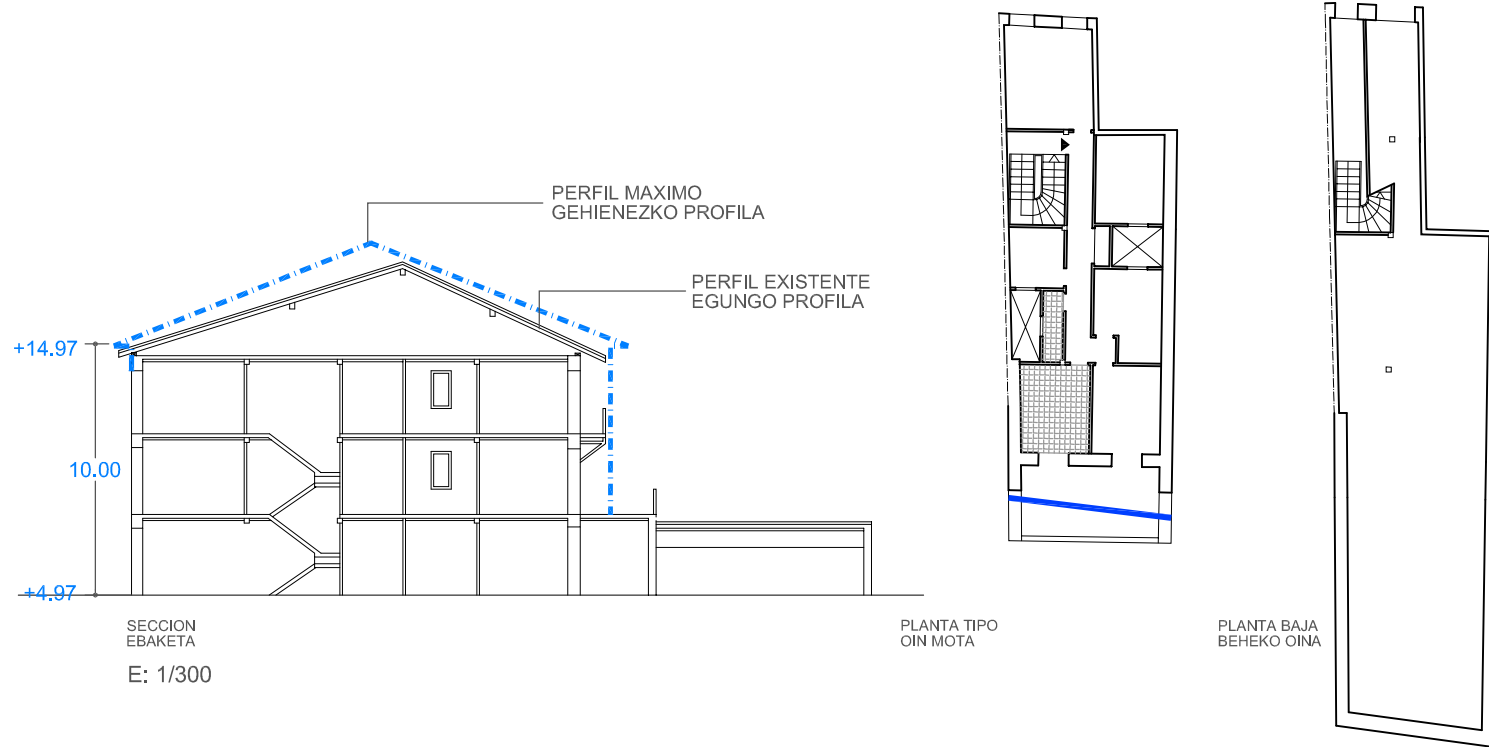 PERFIL MAXIMO
GEHIENEZKO PROFILA
PERFIL EXISTENTE
EGUNGO PROFILA
+14.97
10.00
+4.97
SECCION
EBAKETA
E: 1/300
PLANTA TIPO
OIN MOTA
PLANTA BAJA
BEHEKO OINA